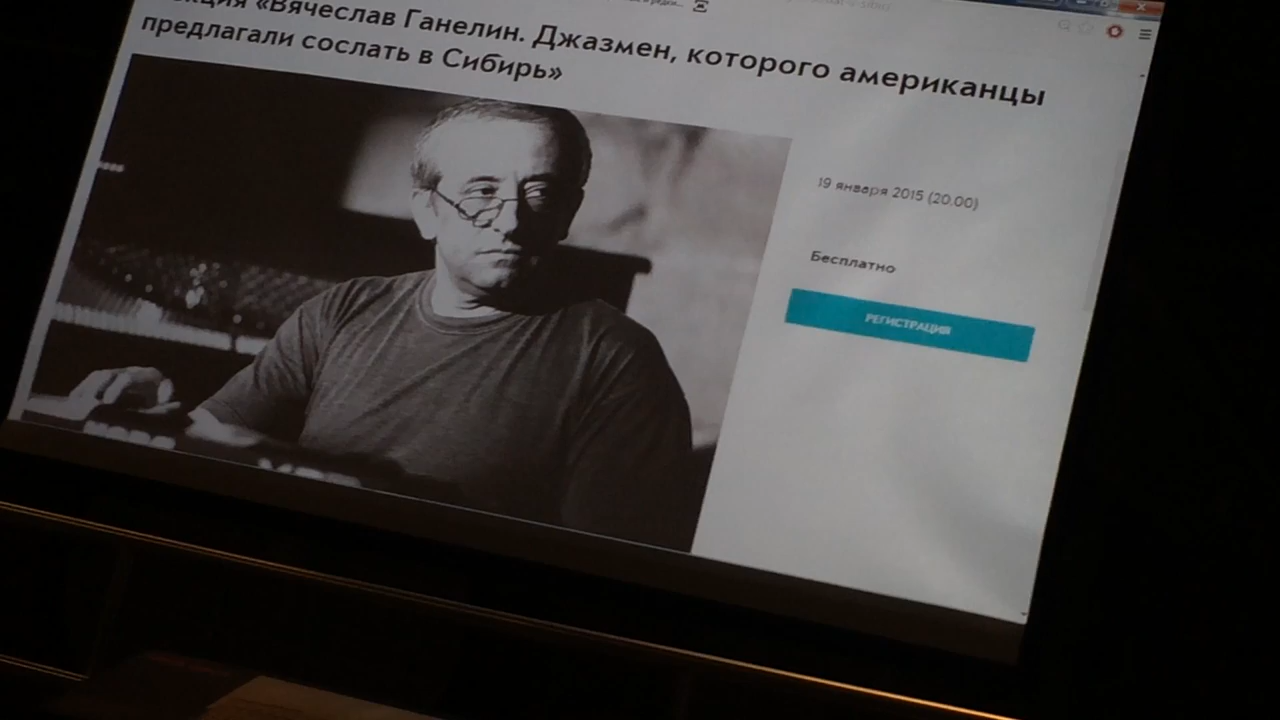 «Вячеслав Ганелин. Джазмен, которого американцы
предлагали сослать в Сибирь»
19 января 2015 (20.00)
Бесплатно
РЕГИСТРАЦИЯ